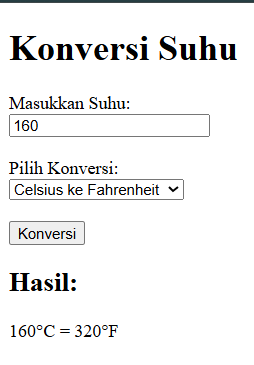 Konversi Suhu
Masukkan Suhu:
160
Pilih Konversi:
Celsius ke Fahrenheit
Konversi
Hasil:
160°C = 320°F